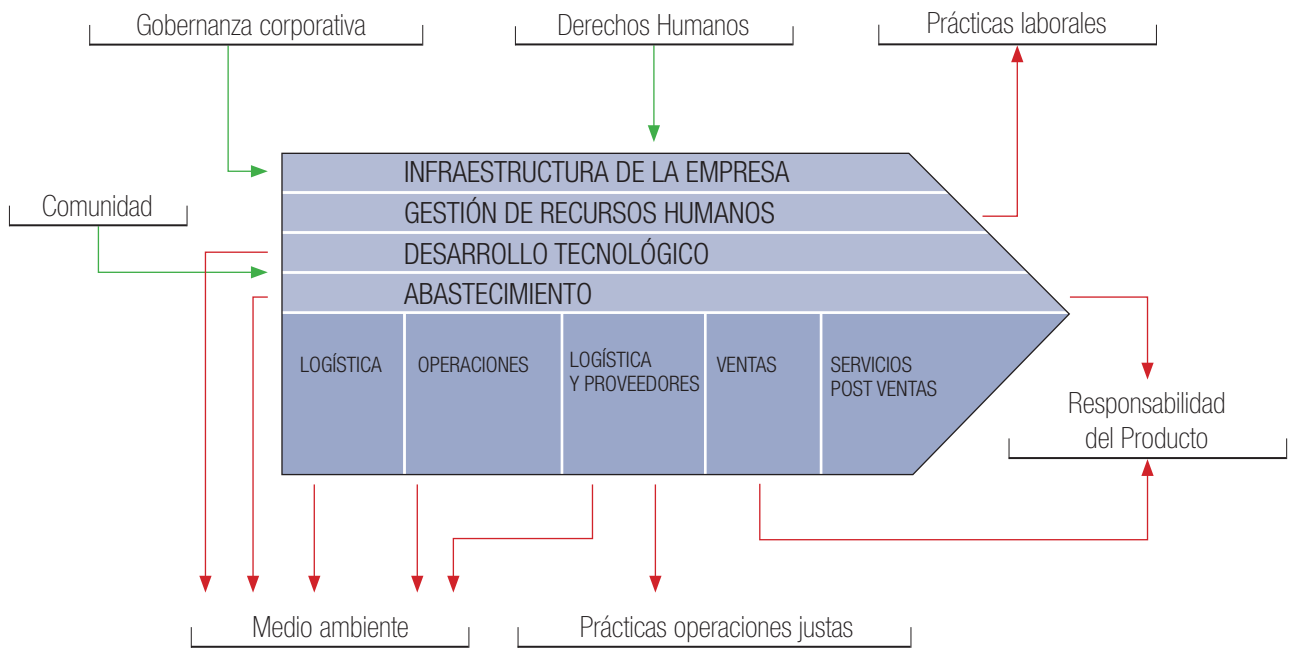 Gobernanza corporativa
Derechos Humanos
Prácticas laborales
Comunidad
INFRAESTRUCTURA DE LA EMPRESA
GESTIÓN DE RECURSOS HUMANOS
DESARROLLO TECNOLÓGICO
ABASTECIMIENTO
LOGÍSTICA
OPERACIONES
LOGÍSTICA
Y PROVEEDORES
VENTAS
SERVICIOS
POST VENTAS
Responsabilidad
del Producto
Medio ambiente
Prácticas operaciones justas